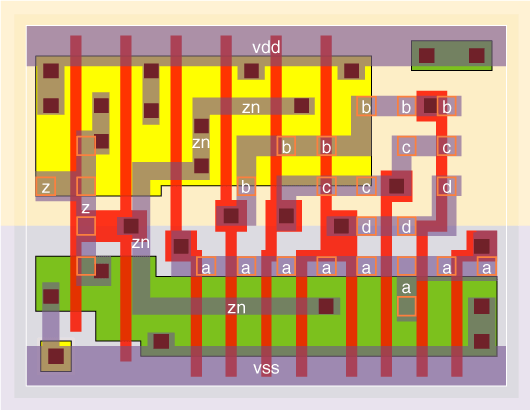 vdd
b b b
zn
zn
b b c c
z b c c d
z
d d
zn
a a a a a a a
a
zn
vss